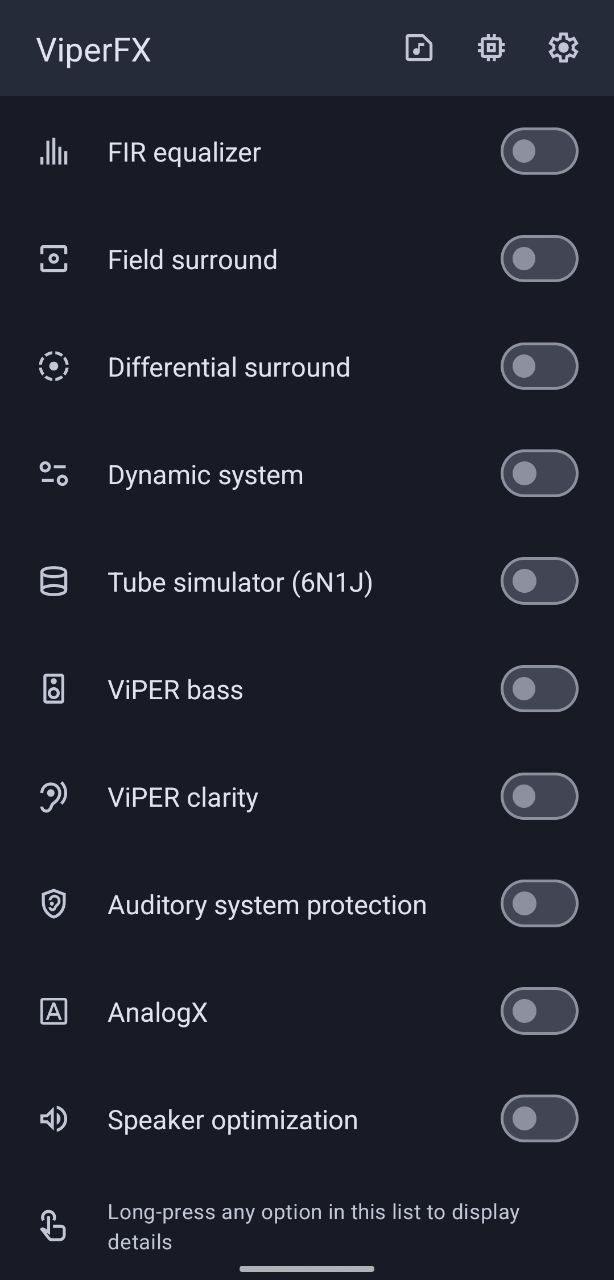 ViperFX
FIR equalizer
Field surround
Differential surround
Dynamic system
Tube simulator (6N1J)
ViPER bass
ViPER clarity
Auditory system protection
AnalogX
Speaker optimization
Long-press any option in this list to display
details